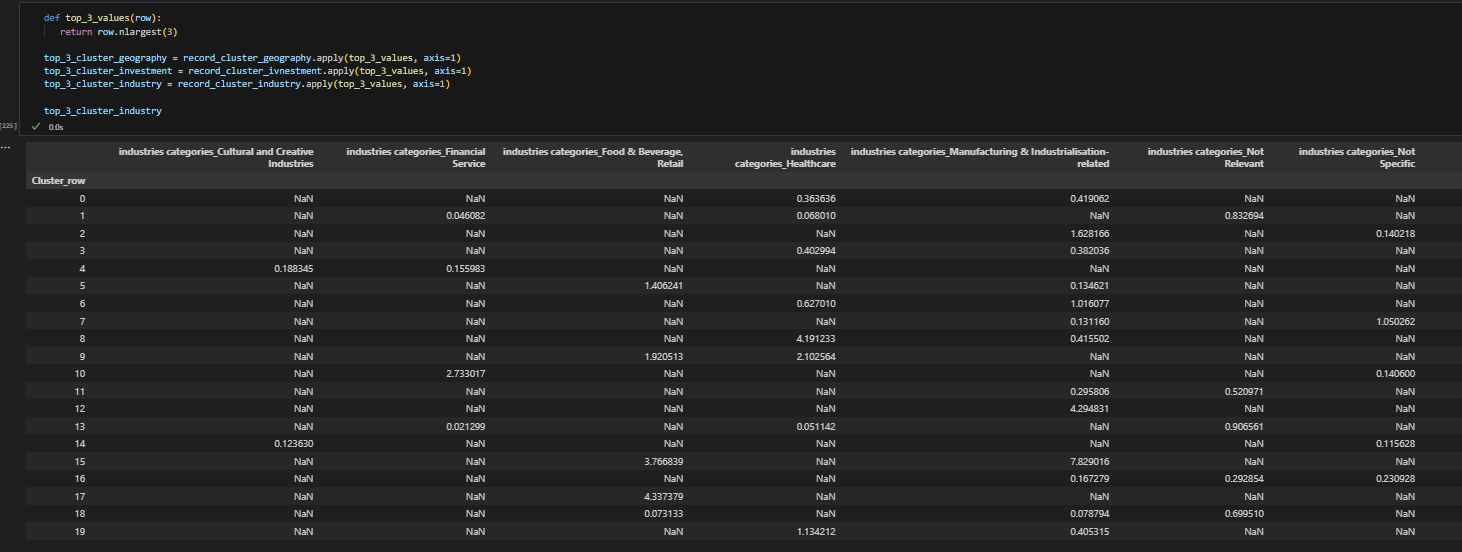 def top_3_values(row):
return row.nlargest(3)
top_3_cluster_geography = record_cluster_geography.apply(top_3_values, axis=1)
top_3_cluster_investment = record_cluster_ivnestment.apply(top_3_values, axis=1)
top_3_cluster_industry = record_cluster_industry.apply(top_3_values, axis=1)
top_3_cluster_industry
[225] ✓ 0.0s
...
industries categories_Cultural and Creative industries categories_Financial industries categories_Food & Beverage, industries industries categories_Manufacturing & Industrialisation- industries categories_Not industries categories_Not
Industries Service Retail categories_Healthcare related Relevant Specific
Cluster_row
0 NaN NaN NaN 0.363636 0.419062 NaN NaN
1 NaN 0.046082 NaN 0.068010 NaN 0.832694 NaN
2 NaN NaN NaN NaN 1.628166 NaN 0.140218
3 NaN NaN NaN 0.402994 0.382036 NaN NaN
4 0.188345 0.155983 NaN NaN NaN NaN NaN
5 NaN NaN 1.406241 NaN 0.134621 NaN NaN
6 NaN NaN NaN 0.627010 1.016077 NaN NaN
7 NaN NaN NaN NaN 0.131160 NaN 1.050262
8 NaN NaN NaN 4.191233 0.415502 NaN NaN
9 NaN NaN 1.920513 2.102564 NaN NaN NaN
10 NaN 2.733017 NaN NaN NaN NaN 0.140600
11 NaN NaN NaN NaN 0.295806 0.520971 NaN
12 NaN NaN NaN NaN 4.294831 NaN NaN
13 NaN 0.021299 NaN 0.051142 NaN 0.906561 NaN
14 0.123630 NaN NaN NaN NaN NaN 0.115628
15 NaN NaN 3.766839 NaN 7.829016 NaN NaN
16 NaN NaN NaN NaN 0.167279 0.292854 0.230928
17 NaN NaN 4.337379 NaN NaN NaN NaN
18 NaN NaN 0.073133 NaN 0.078794 0.699510 NaN
19 NaN NaN NaN 1.134212 0.405315 NaN NaN